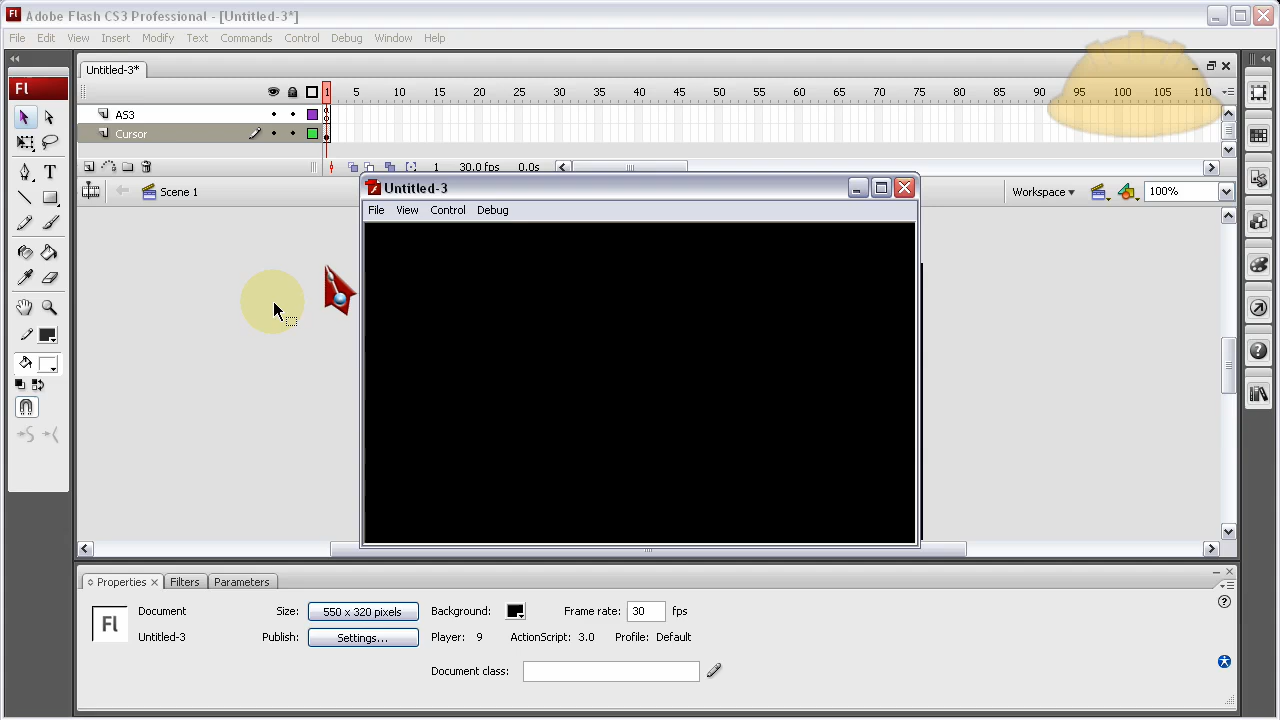 Fl Adobe Flash CS3 Professional - [Untitled-3*]
File Edit View Insert Modify Text Commands Control Debug Window Help
Untitled-3*
Fl
1 5 10 15 20 25 30 35 40 45 50 55 60 65 70 75 80 85 90 95 100 105 110
AS3
Cursor
1 30.0 fps 0.0s
Scene 1
Workspace
100%
Untitled-3
File View Control Debug
T
Properties Filters Parameters
Fl
Document
Untitled-3
Size: 550 x 320 pixels Background: Frame rate: 30 fps
Publish: Settings... Player: 9 ActionScript: 3.0 Profile: Default
Document class: